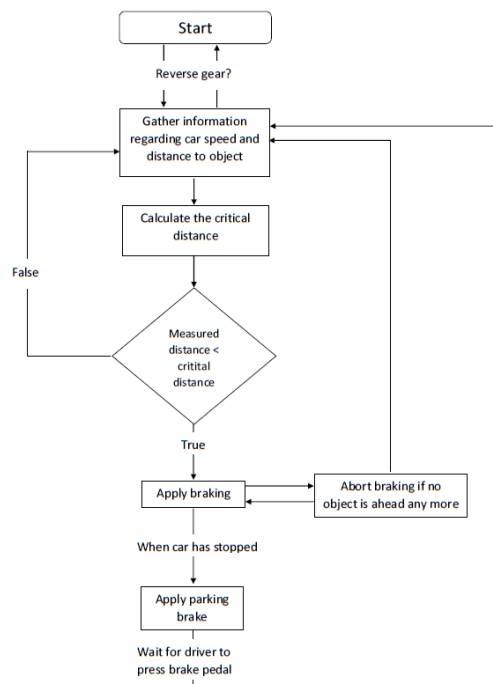 Start
Reverse gear?
Gather information
regarding car speed and
distance to object
Calculate the critical
distance
False
Measured
distance <
critital
distance
True
Apply braking
Abort braking if no
object is ahead any more
When car has stopped
Apply parking
brake
Wait for driver to
press brake pedal